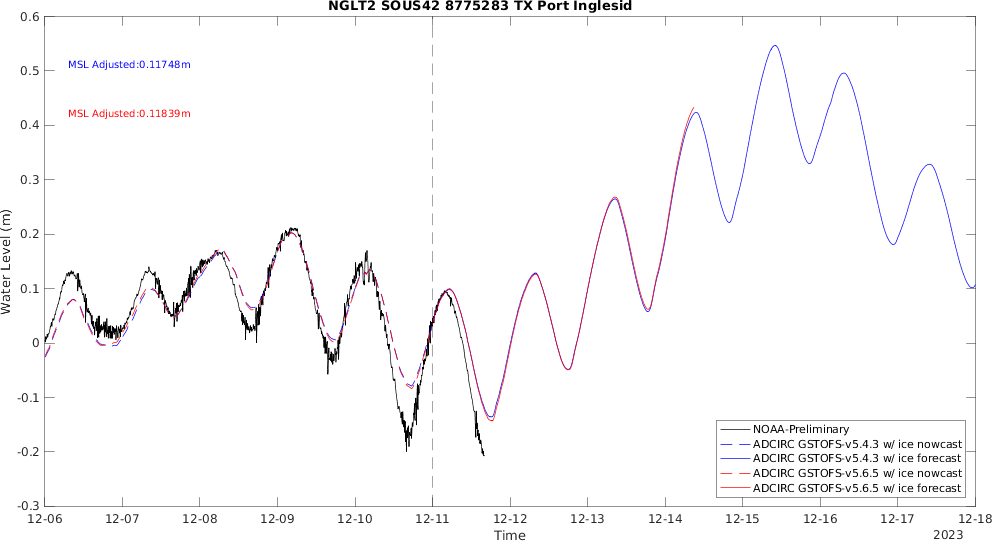 NGLT2 SOUS42 8775283 TX Port Inglesid
0.6
0.5
0.4
0.3
0.2
0.1
0
-0.1
-0.2
-0.3
Water Level (m)
MSL Adjusted:0.11748m
MSL Adjusted:0.11839m
NOAA-Preliminary
ADCIRC GSTOFS-v5.4.3 w/ ice nowcast
ADCIRC GSTOFS-v5.4.3 w/ ice forecast
ADCIRC GSTOFS-v5.6.5 w/ ice nowcast
ADCIRC GSTOFS-v5.6.5 w/ ice forecast
12-06 12-07 12-08 12-09 12-10 12-11 12-12 12-13 12-14 12-15 12-16 12-17 12-18
Time
2023